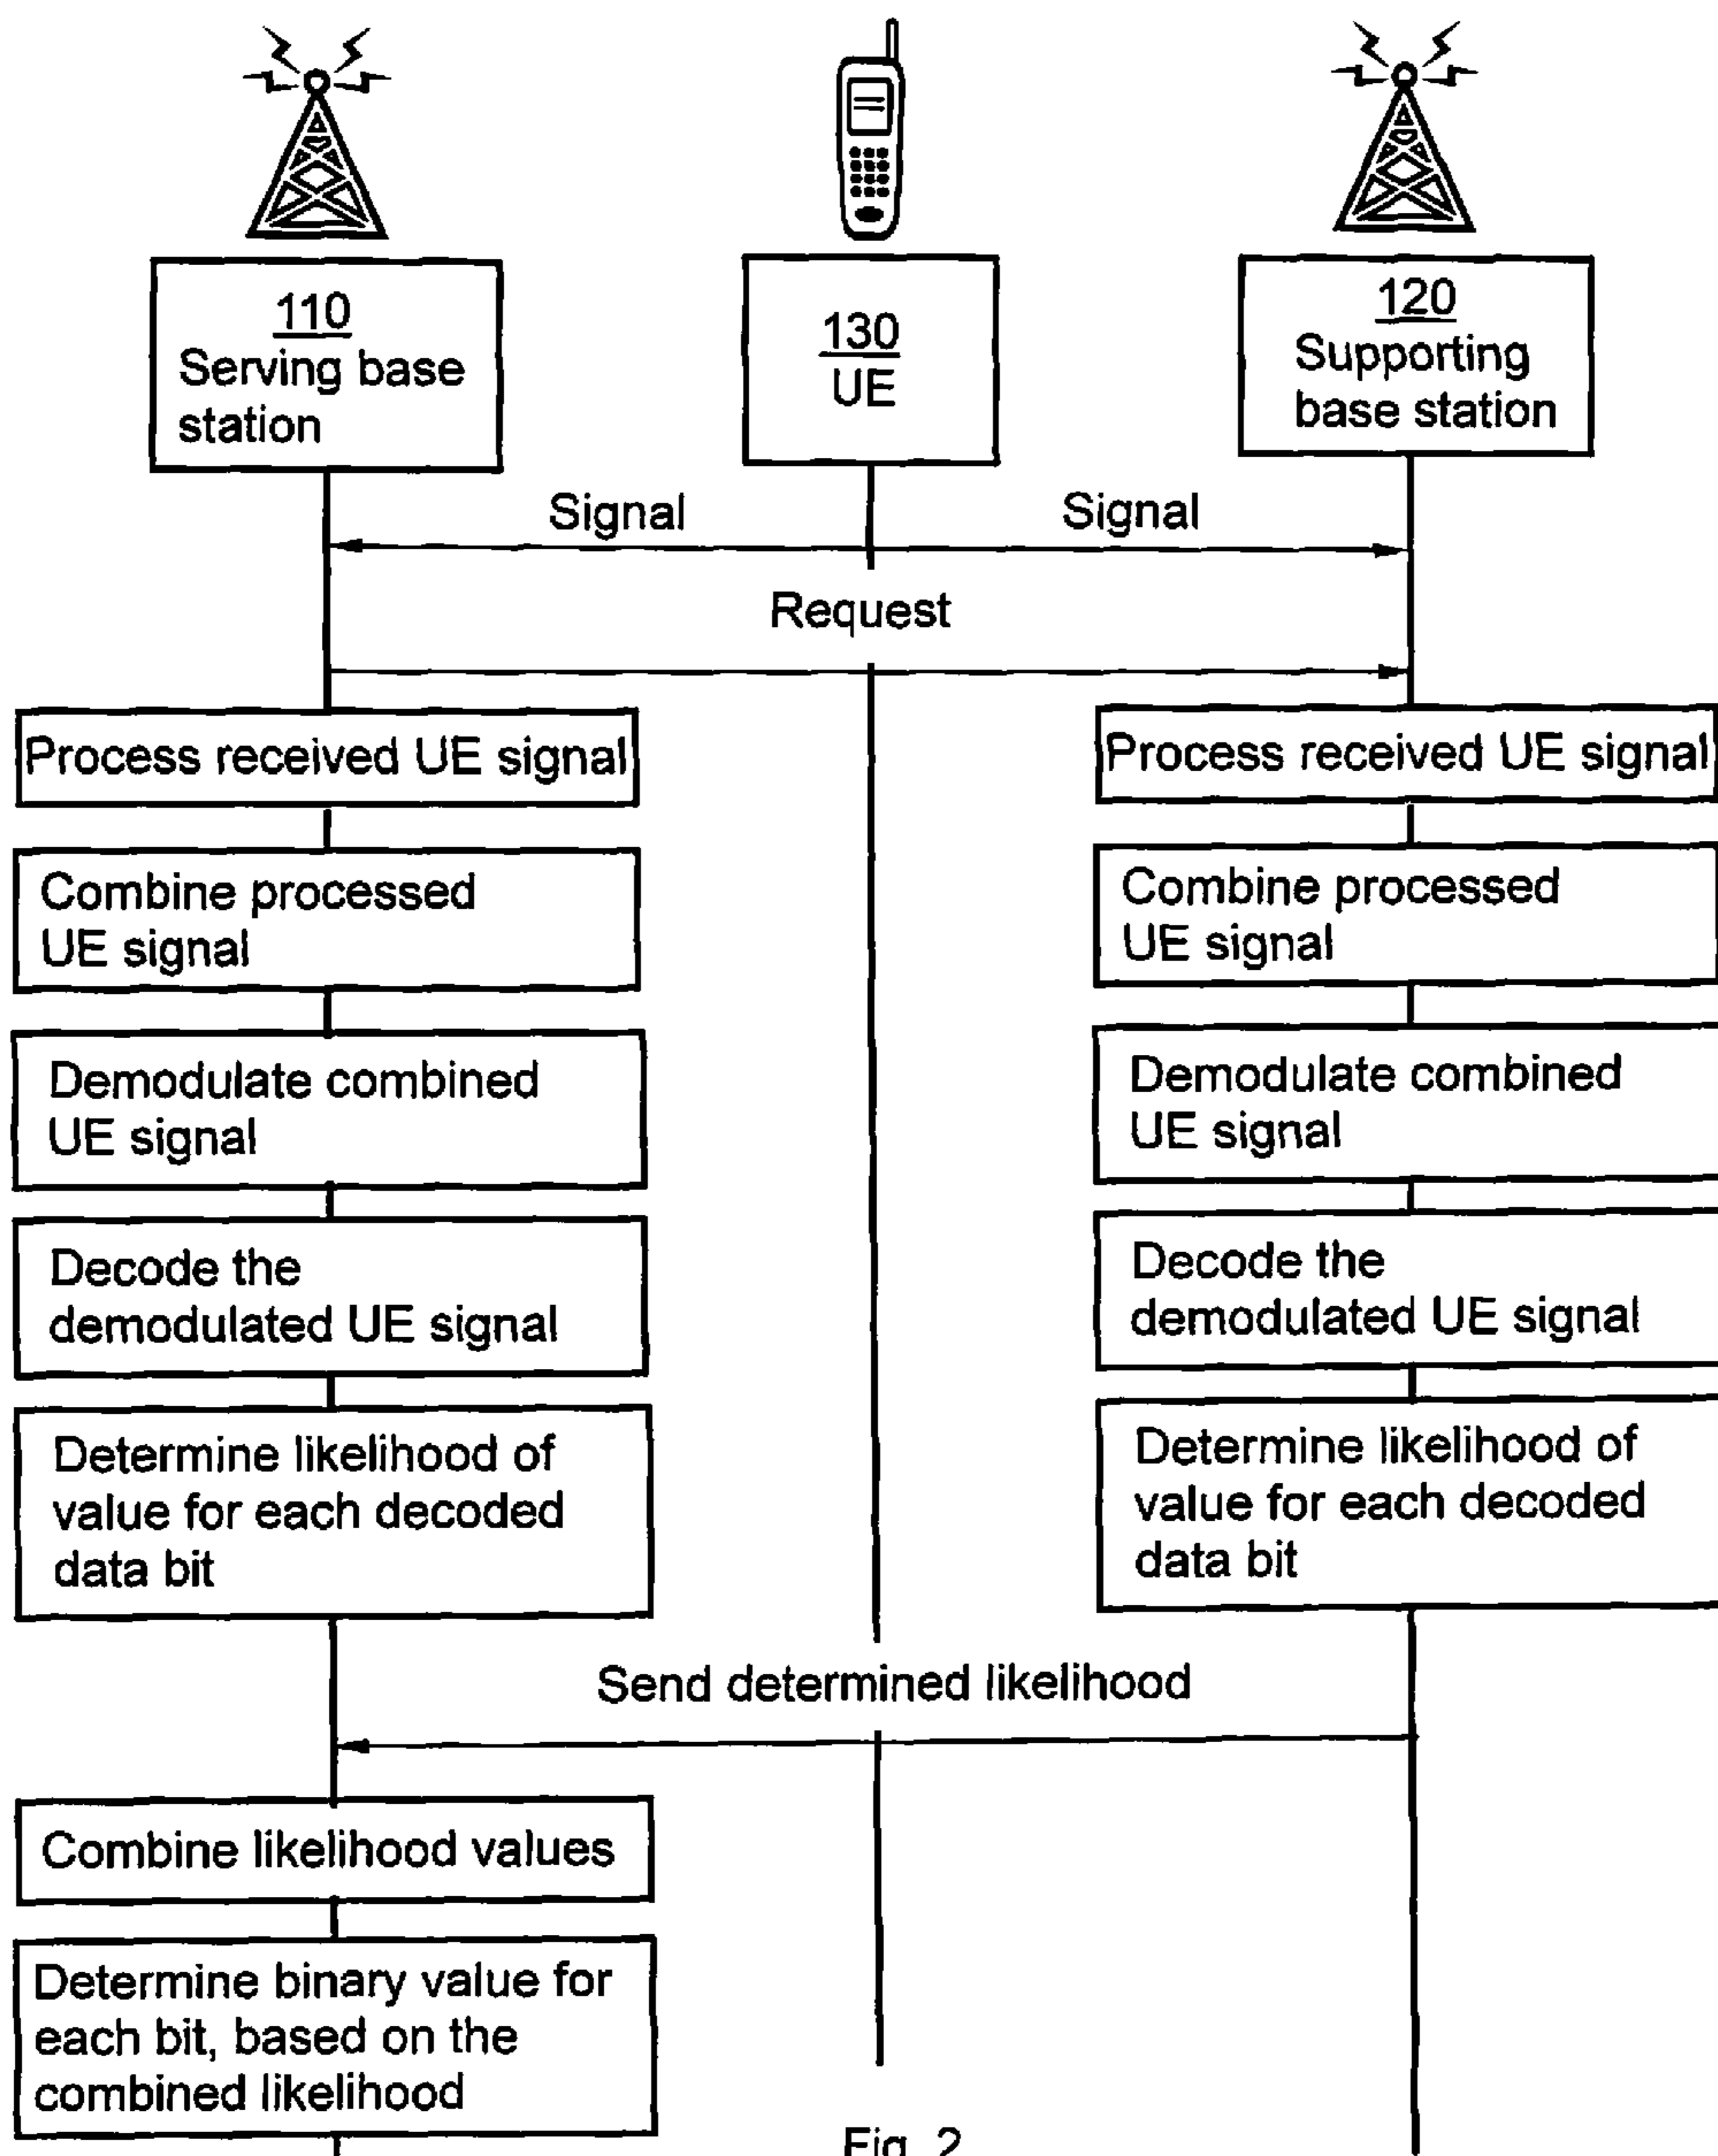 110
Serving base
station
130
UE
120
Supporting
base station
Signal
Signal
Request
Process received UE signal
Process received UE signal
Combine processed
UE signal
Combine processed
UE signal
Demodulate combined
UE signal
Demodulate combined
UE signal
Decode the
demodulated UE signal
Decode the
demodulated UE signal
Determine likelihood of
value for each decoded
data bit
Determine likelihood of
value for each decoded
data bit
Send determined likelihood
Combine likelihood values
Determine binary value for
each bit, based on the
combined likelihood
Fig. 2